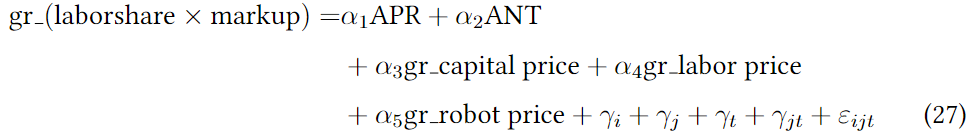 gr_(laborshare × markup) =α₁APR + α₂ANT
+ α₃gr_capital price + α₄gr_labor price
+ α₅gr_robot price + γᵢ + γⱼ + γₜ + γⱼₜ + εᵢⱼₜ (27)